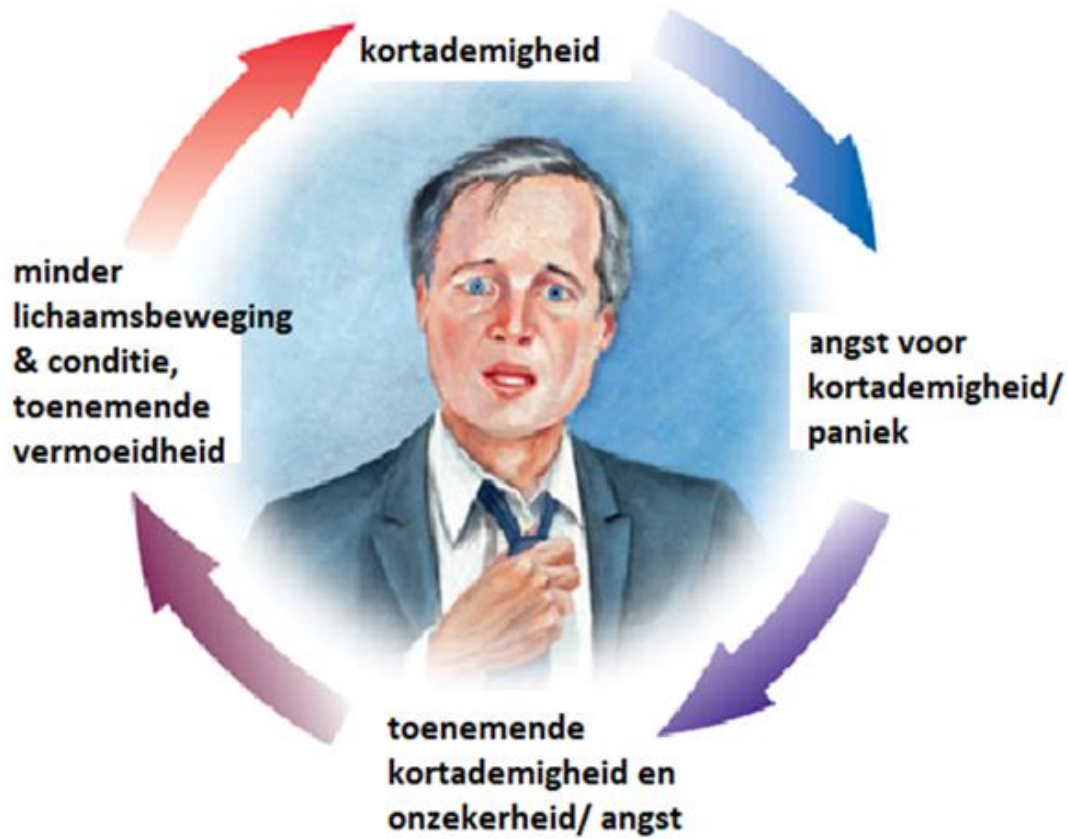 kortademigheid
angst voor
kortademigheid/
paniek
toenemende
kortademigheid en
onzekerheid/ angst
minder
lichaamsbeweging
& conditie,
toenemende
vermoeidheid